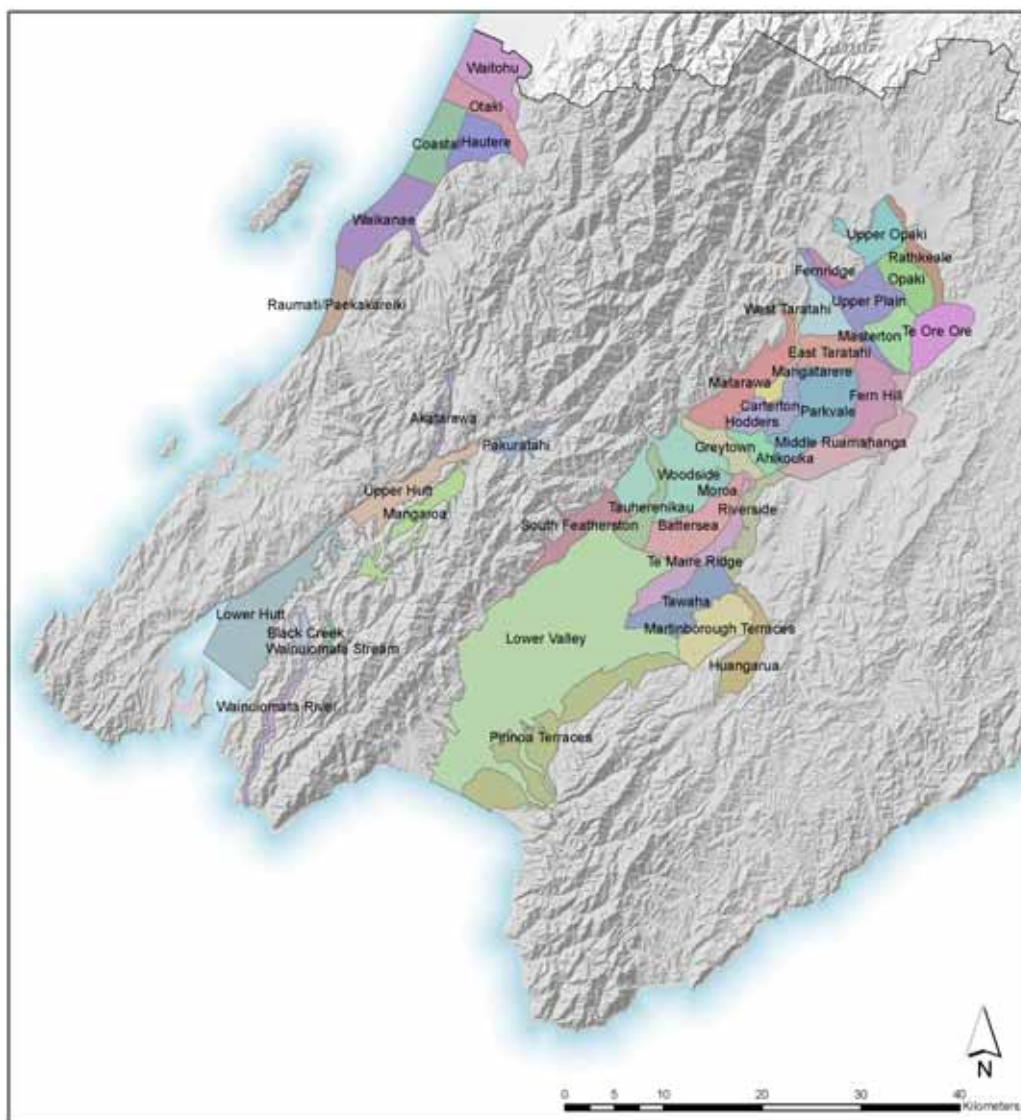 Waitohu
Otaki
Coastal
Hautere
Waikanae
Upper Opaki
Rathkeale
Fernridge
Opaki
Raumati/Paekakareiki
Upper Plain
West Taratahi
Masterton
Te Ore Ore
East Taratahi
Mangatarere
Matarawa
Fern Hill
Carterton
Parkvale
Akatarawa
Hodders
Middle Ruamahanga
Pakuratahi
Greytown
Ahikouka
Woodside
Upper Hutt
Moroa
Mangaroa
Tauherenikau
Riverside
South Featherston
Battersea
Te Marre Ridge
Tawaha
Lower Hutt
Martinborough Terraces
Black Creek
Lower Valley
Wainuiomata Stream
Huangarua
Wainuiomata River
Pirinoa Terraces
N
0 5 10 20 30 40
Kilometers